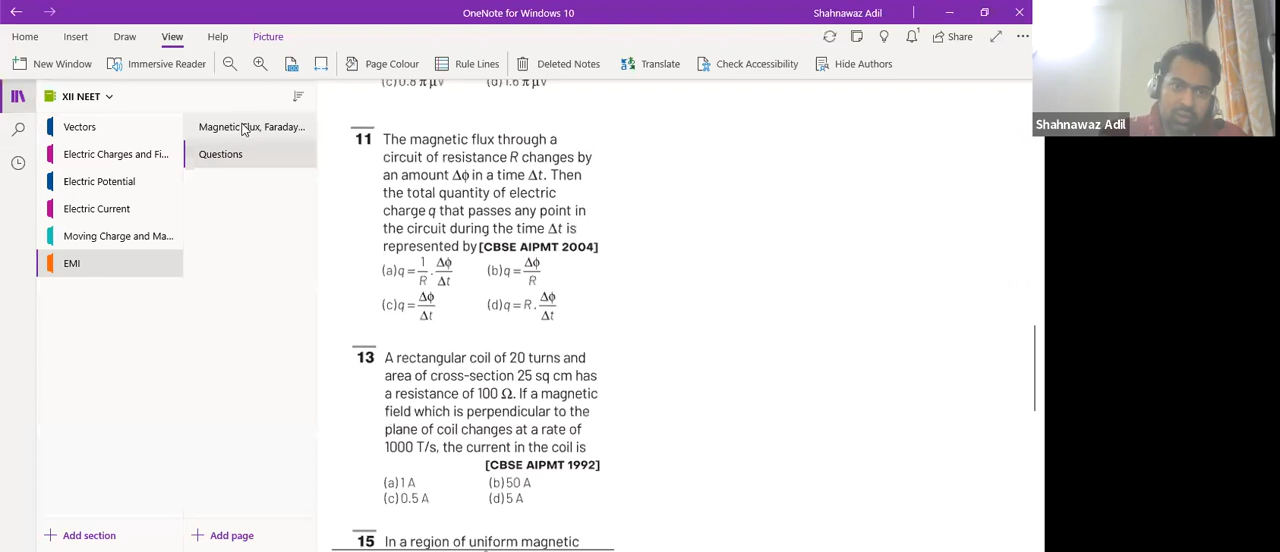 OneNote for Windows 10
Shahnawaz Adil
Home Insert Draw View Help Picture
Share
New Window Immersive Reader Page Colour Rule Lines Deleted Notes Translate Check Accessibility Hide Authors
XII NEET
Vectors
Electric Charges and Fi...
Electric Potential
Electric Current
Moving Charge and Ma...
EMI
Magnetic Flux, Faraday...
Questions
Add section
Add page
(c) 0.8 π μV (d) 1.6 π μV
11 The magnetic flux through a
circuit of resistance R changes by
an amount Δϕ in a time Δt. Then
the total quantity of electric
charge q that passes any point in
the circuit during the time Δt is
represented by [CBSE AIPMT 2004]
(a) q = 1/R · Δϕ/Δt (b) q = Δϕ/R
(c) q = Δϕ/Δt (d) q = R · Δϕ/Δt
13 A rectangular coil of 20 turns and
area of cross-section 25 sq cm has
a resistance of 100 Ω. If a magnetic
field which is perpendicular to the
plane of coil changes at a rate of
1000 T/s, the current in the coil is
[CBSE AIPMT 1992]
(a) 1 A (b) 50 A
(c) 0.5 A (d) 5 A
15 In a region of uniform magnetic
Shahnawaz Adil